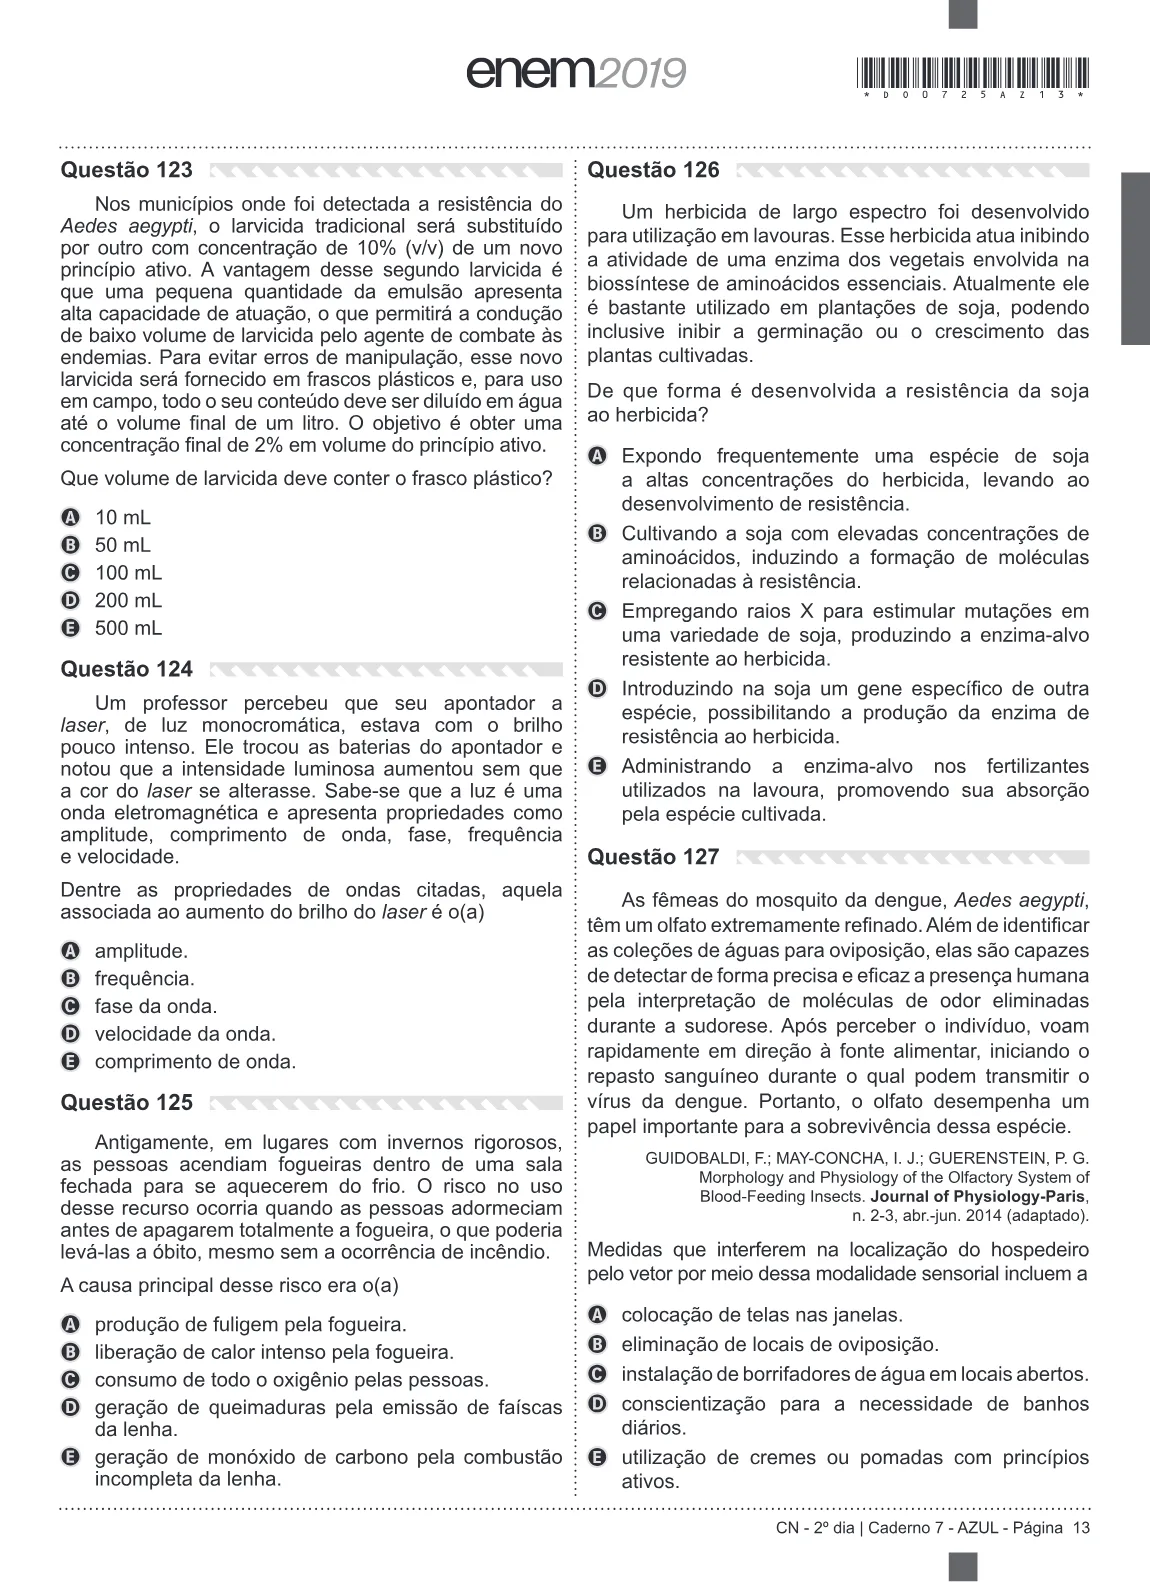 enem2019
*D00725AZ13*
Questão 123
Nos municípios onde foi detectada a resistência do
Aedes aegypti, o larvicida tradicional será substituído
por outro com concentração de 10% (v/v) de um novo
princípio ativo. A vantagem desse segundo larvicida é
que uma pequena quantidade da emulsão apresenta
alta capacidade de atuação, o que permitirá a condução
de baixo volume de larvicida pelo agente de combate às
endemias. Para evitar erros de manipulação, esse novo
larvicida será fornecido em frascos plásticos e, para uso
em campo, todo o seu conteúdo deve ser diluído em água
até o volume final de um litro. O objetivo é obter uma
concentração final de 2% em volume do princípio ativo.
Que volume de larvicida deve conter o frasco plástico?
A 10 mL
B 50 mL
C 100 mL
D 200 mL
E 500 mL
Questão 124
Um professor percebeu que seu apontador a
laser, de luz monocromática, estava com o brilho
pouco intenso. Ele trocou as baterias do apontador e
notou que a intensidade luminosa aumentou sem que
a cor do laser se alterasse. Sabe-se que a luz é uma
onda eletromagnética e apresenta propriedades como
amplitude, comprimento de onda, fase, frequência
e velocidade.
Dentre as propriedades de ondas citadas, aquela
associada ao aumento do brilho do laser é o(a)
A amplitude.
B frequência.
C fase da onda.
D velocidade da onda.
E comprimento de onda.
Questão 125
Antigamente, em lugares com invernos rigorosos,
as pessoas acendiam fogueiras dentro de uma sala
fechada para se aquecerem do frio. O risco no uso
desse recurso ocorria quando as pessoas adormeciam
antes de apagarem totalmente a fogueira, o que poderia
levá-las a óbito, mesmo sem a ocorrência de incêndio.
A causa principal desse risco era o(a)
A produção de fuligem pela fogueira.
B liberação de calor intenso pela fogueira.
C consumo de todo o oxigênio pelas pessoas.
D geração de queimaduras pela emissão de faíscas
da lenha.
E geração de monóxido de carbono pela combustão
incompleta da lenha.
Questão 126
Um herbicida de largo espectro foi desenvolvido
para utilização em lavouras. Esse herbicida atua inibindo
a atividade de uma enzima dos vegetais envolvida na
biossíntese de aminoácidos essenciais. Atualmente ele
é bastante utilizado em plantações de soja, podendo
inclusive inibir a germinação ou o crescimento das
plantas cultivadas.
De que forma é desenvolvida a resistência da soja
ao herbicida?
A Expondo frequentemente uma espécie de soja
a altas concentrações do herbicida, levando ao
desenvolvimento de resistência.
B Cultivando a soja com elevadas concentrações de
aminoácidos, induzindo a formação de moléculas
relacionadas à resistência.
C Empregando raios X para estimular mutações em
uma variedade de soja, produzindo a enzima-alvo
resistente ao herbicida.
D Introduzindo na soja um gene específico de outra
espécie, possibilitando a produção da enzima de
resistência ao herbicida.
E Administrando a enzima-alvo nos fertilizantes
utilizados na lavoura, promovendo sua absorção
pela espécie cultivada.
Questão 127
As fêmeas do mosquito da dengue, Aedes aegypti,
têm um olfato extremamente refinado. Além de identificar
as coleções de águas para oviposição, elas são capazes
de detectar de forma precisa e eficaz a presença humana
pela interpretação de moléculas de odor eliminadas
durante a sudorese. Após perceber o indivíduo, voam
rapidamente em direção à fonte alimentar, iniciando o
repasto sanguíneo durante o qual podem transmitir o
vírus da dengue. Portanto, o olfato desempenha um
papel importante para a sobrevivência dessa espécie.
GUIDOBALDI, F.; MAY-CONCHA, I. J.; GUERENSTEIN, P. G.
Morphology and Physiology of the Olfactory System of
Blood-Feeding Insects. Journal of Physiology-Paris,
n. 2-3, abr.-jun. 2014 (adaptado).
Medidas que interferem na localização do hospedeiro
pelo vetor por meio dessa modalidade sensorial incluem a
A colocação de telas nas janelas.
B eliminação de locais de oviposição.
C instalação de borrifadores de água em locais abertos.
D conscientização para a necessidade de banhos
diários.
E utilização de cremes ou pomadas com princípios
ativos.
CN - 2º dia | Caderno 7 - AZUL - Página 13